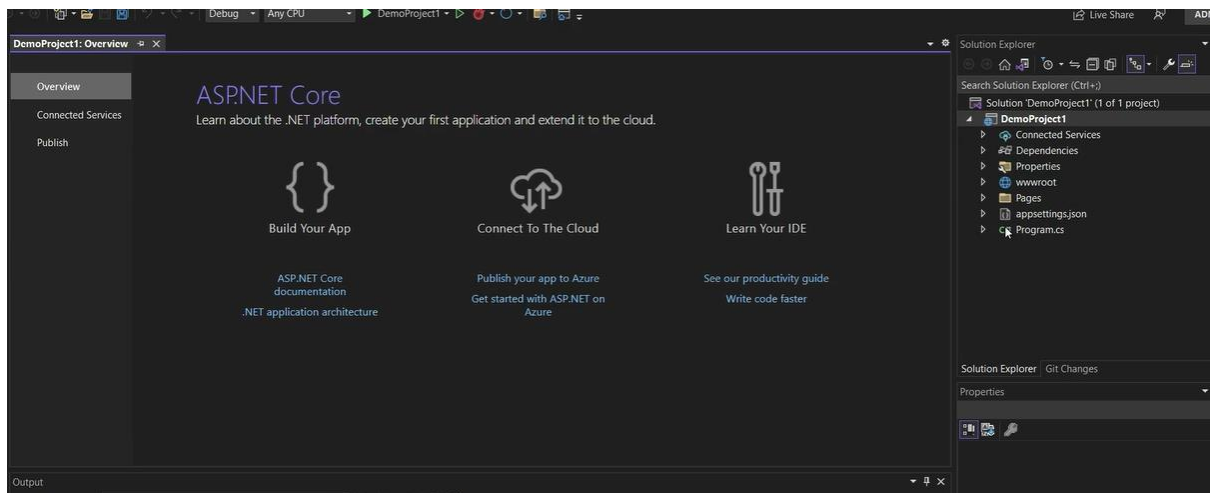 Debug
Any CPU
DemoProject1
Live Share
DemoProject1: Overview
Overview
Connected Services
Publish
ASP.NET Core
Learn about the .NET platform, create your first application and extend it to the cloud.
Build Your App
Connect To The Cloud
Learn Your IDE
ASP.NET Core
documentation
.NET application architecture
Publish your app to Azure
Get started with ASP.NET on
Azure
See our productivity guide
Write code faster
Solution Explorer
Search Solution Explorer (Ctrl+;)
Solution 'DemoProject1' (1 of 1 project)
DemoProject1
Connected Services
Dependencies
Properties
wwwroot
Pages
appsettings.json
Program.cs
Solution Explorer
Git Changes
Properties
Output